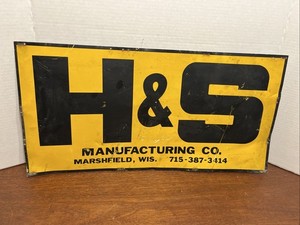 H&S
MANUFACTURING CO.
MARSHFIELD, WIS. 715-387-3414